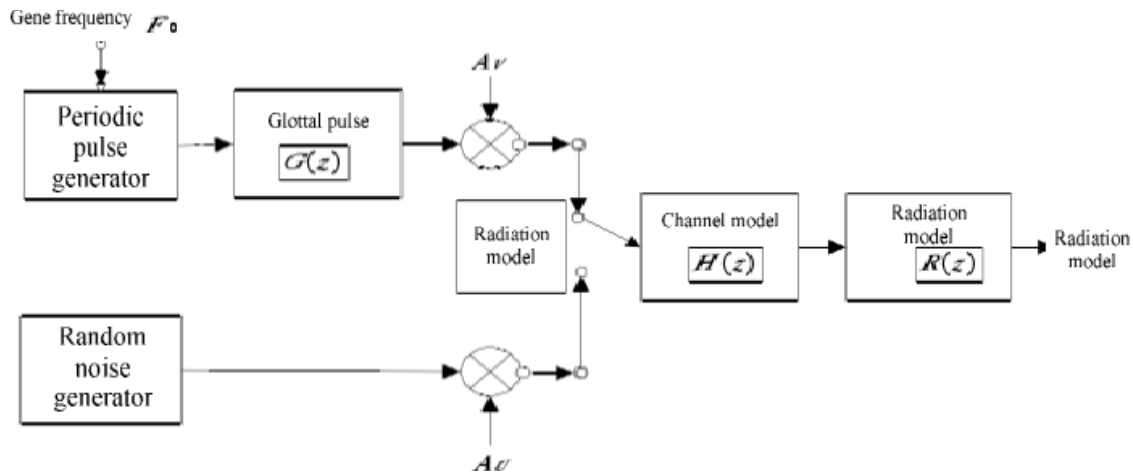 Gene frequency F₀
Periodic
pulse
generator
Glottal pulse
G(z)
Av
Radiation
model
Channel model
H(z)
Radiation
model
R(z)
Radiation
model
Random
noise
generator
Au